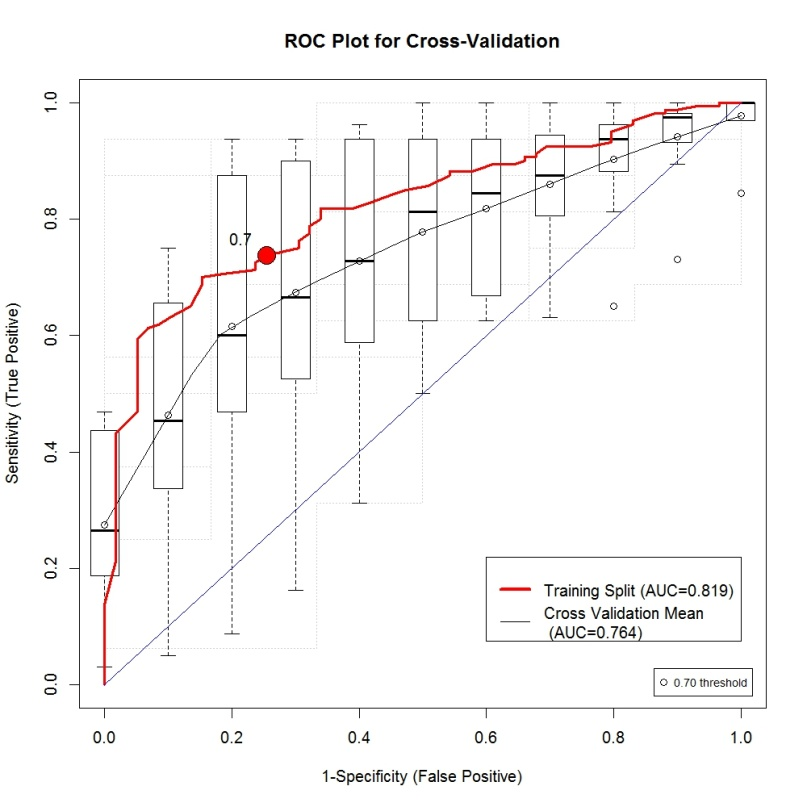 ROC Plot for Cross-Validation
Sensitivity (True Positive)
1.0
0.8
0.6
0.4
0.2
0.0
0.7
Training Split (AUC=0.819)
Cross Validation Mean
(AUC=0.764)
0.70 threshold
0.0
0.2
0.4
0.6
0.8
1.0
1-Specificity (False Positive)